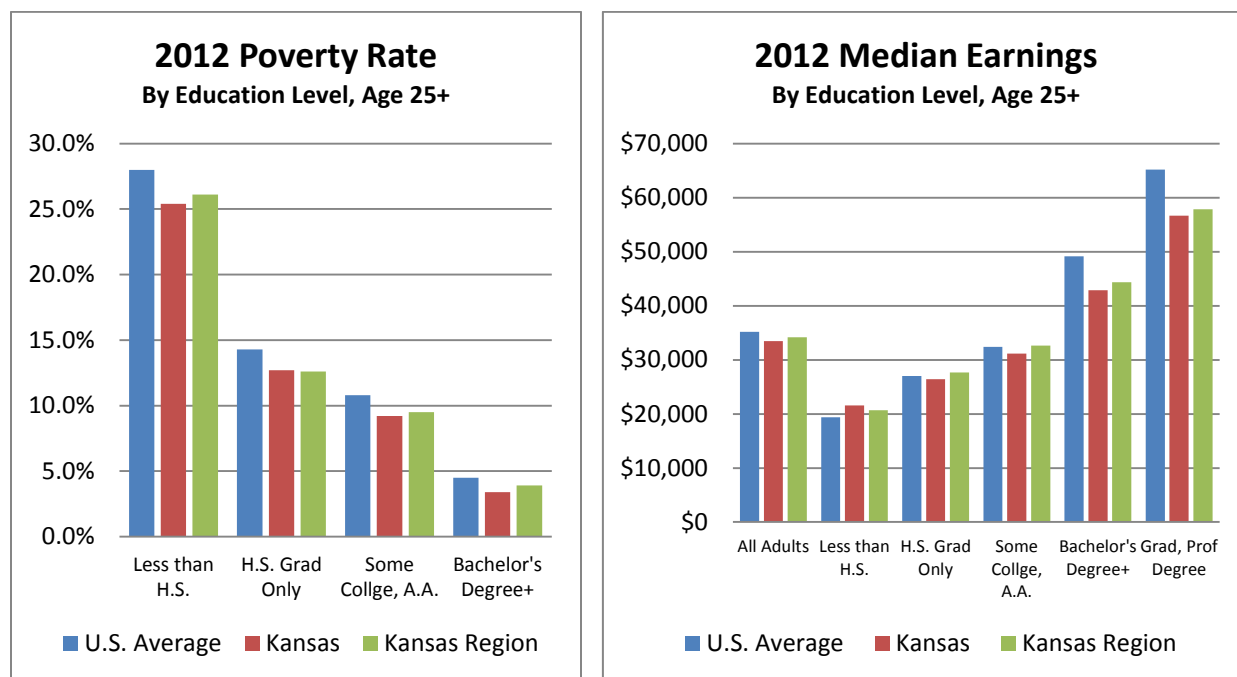 2012 Poverty Rate
By Education Level, Age 25+
30.0%
25.0%
20.0%
15.0%
10.0%
5.0%
0.0%
Less than
H.S.
H.S. Grad
Only
Some
Collge, A.A.
Bachelor's
Degree+
U.S. Average
Kansas
Kansas Region
2012 Median Earnings
By Education Level, Age 25+
$70,000
$60,000
$50,000
$40,000
$30,000
$20,000
$10,000
$0
All Adults
Less than
H.S.
H.S. Grad
Only
Some
Collge,
A.A.
Bachelor's
Degree+
Grad, Prof
Degree
U.S. Average
Kansas
Kansas Region